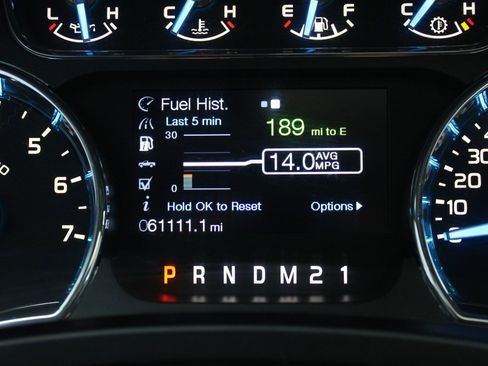 L H C H E F C H
Fuel Hist.
Last 5 min
30
189 mi to E
14.0 AVG MPG
0
Hold OK to Reset Options
061111.1 mi
5
6
7
30
20
10
0
P R N D M 2 1